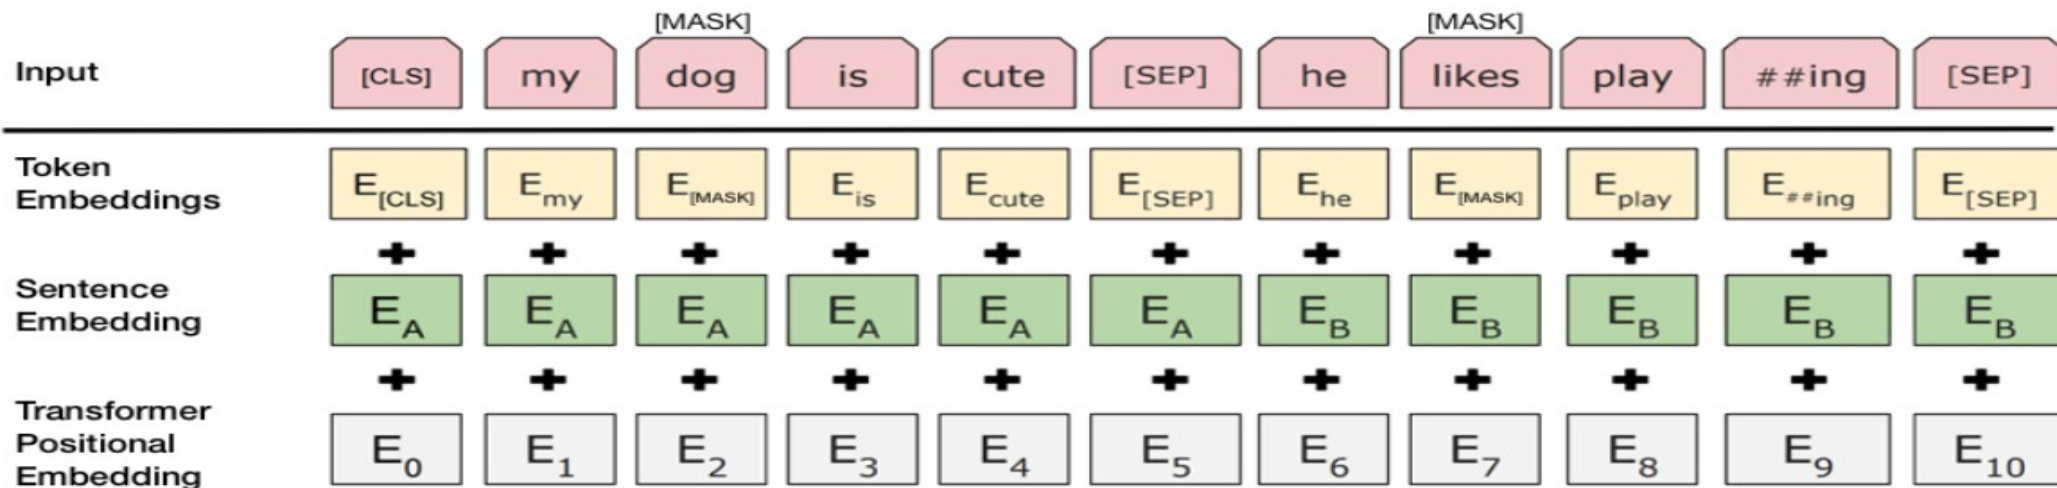 [MASK] [MASK]
Input [CLS] my dog is cute [SEP] he likes play ##ing [SEP]
Token
Embeddings E[CLS] Emy E[MASK] Eis Ecute E[SEP] Ehe E[MASK] Eplay E##ing E[SEP]
+ + + + + + + + + + +
Sentence
Embedding EA EA EA EA EA EA EB EB EB EB EB
+ + + + + + + + + + +
Transformer
Positional
Embedding E0 E1 E2 E3 E4 E5 E6 E7 E8 E9 E10